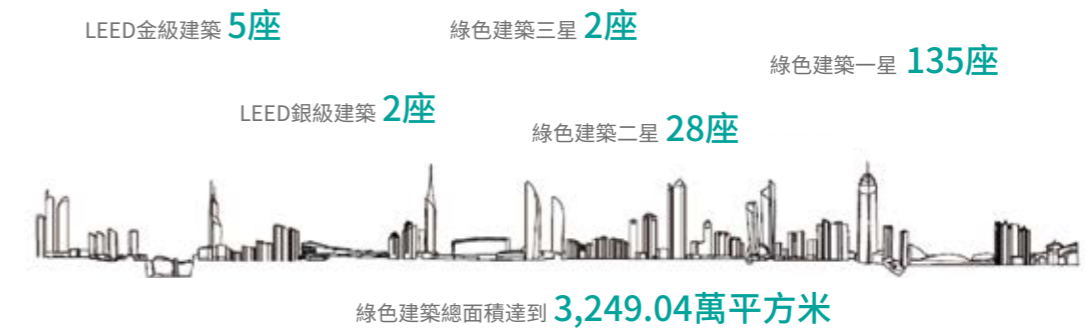 LEED金級建築 5座
綠色建築三星 2座
綠色建築一星 135座
LEED銀級建築 2座
綠色建築二星 28座
綠色建築總面積達到 3,249.04萬平方米